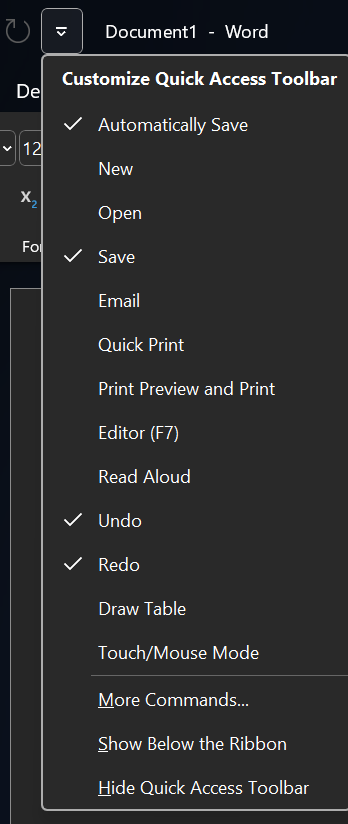 Document1 - Word
Customize Quick Access Toolbar
De
Automatically Save
12
New
X2
Open
For
Save
Email
Quick Print
Print Preview and Print
Editor (F7)
Read Aloud
Undo
Redo
Draw Table
Touch/Mouse Mode
More Commands...
Show Below the Ribbon
Hide Quick Access Toolbar